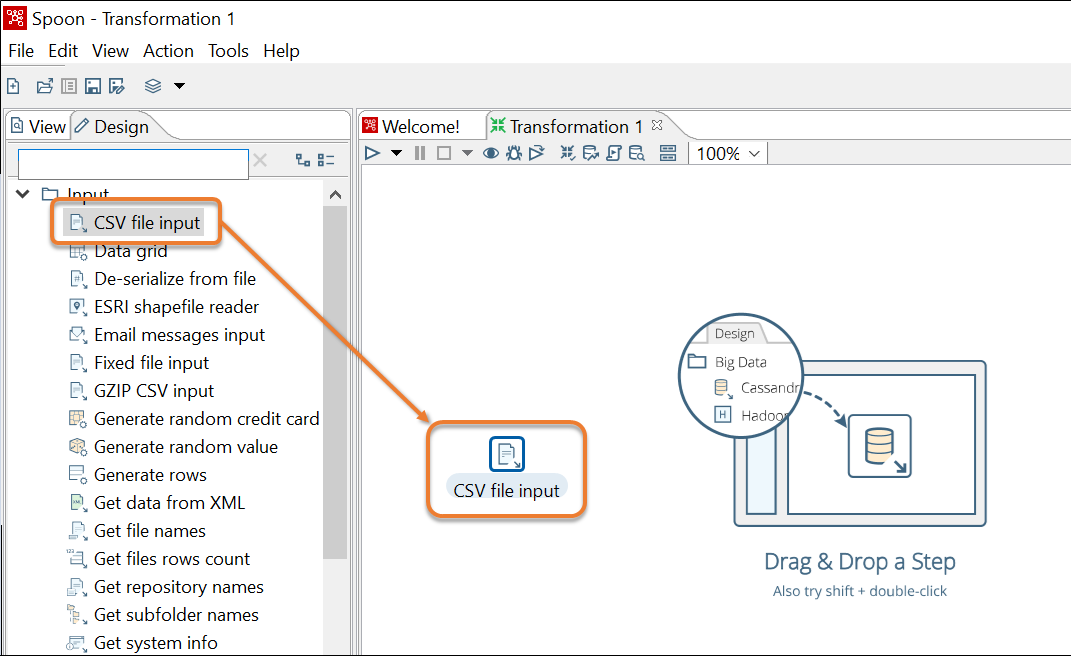 Spoon - Transformation 1
File Edit View Action Tools Help
View Design
Welcome! Transformation 1
100%
Input
CSV file input
Data grid
De-serialize from file
ESRI shapefile reader
Email messages input
Fixed file input
GZIP CSV input
Generate random credit card
Generate random value
Generate rows
Get data from XML
Get file names
Get files rows count
Get repository names
Get subfolder names
Get system info
CSV file input
Design
Big Data
Cassandr
H Hadoop
Drag & Drop a Step
Also try shift + double-click